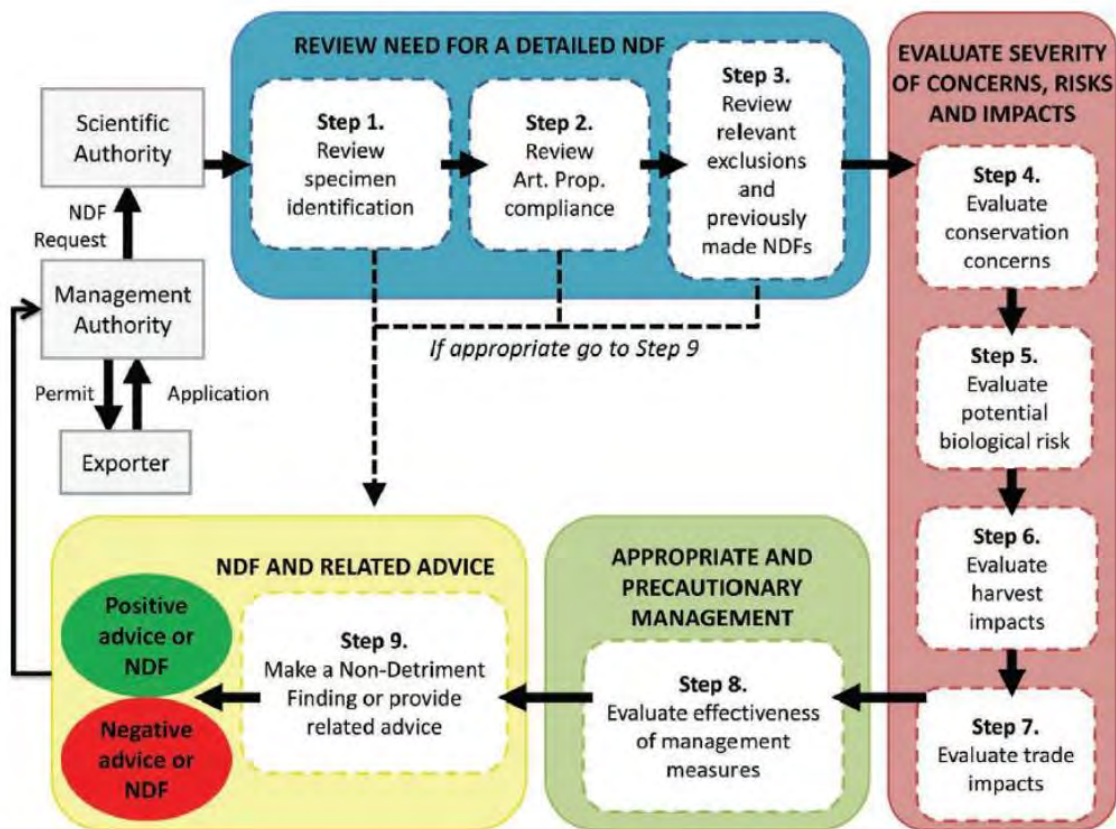 REVIEW NEED FOR A DETAILED NDF
Step 1.
Review
specimen
identification
Step 2.
Review
Art. Prop.
compliance
Step 3.
Review
relevant
exclusions
and
previously
made NDFs
EVALUATE SEVERITY
OF CONCERNS, RISKS
AND IMPACTS
Step 4.
Evaluate
conservation
concerns
Step 5.
Evaluate
potential
biological risk
Step 6.
Evaluate
harvest
impacts
Step 7.
Evaluate trade
impacts
Scientific
Authority
NDF
Request
Management
Authority
Permit
Application
Exporter
If appropriate go to Step 9
APPROPRIATE AND
PRECAUTIONARY
MANAGEMENT
Step 8.
Evaluate effectiveness
of management
measures
NDF AND RELATED ADVICE
Step 9.
Make a Non-Detriment
Finding or provide
related advice
Positive
advice or
NDF
Negative
advice or
NDF